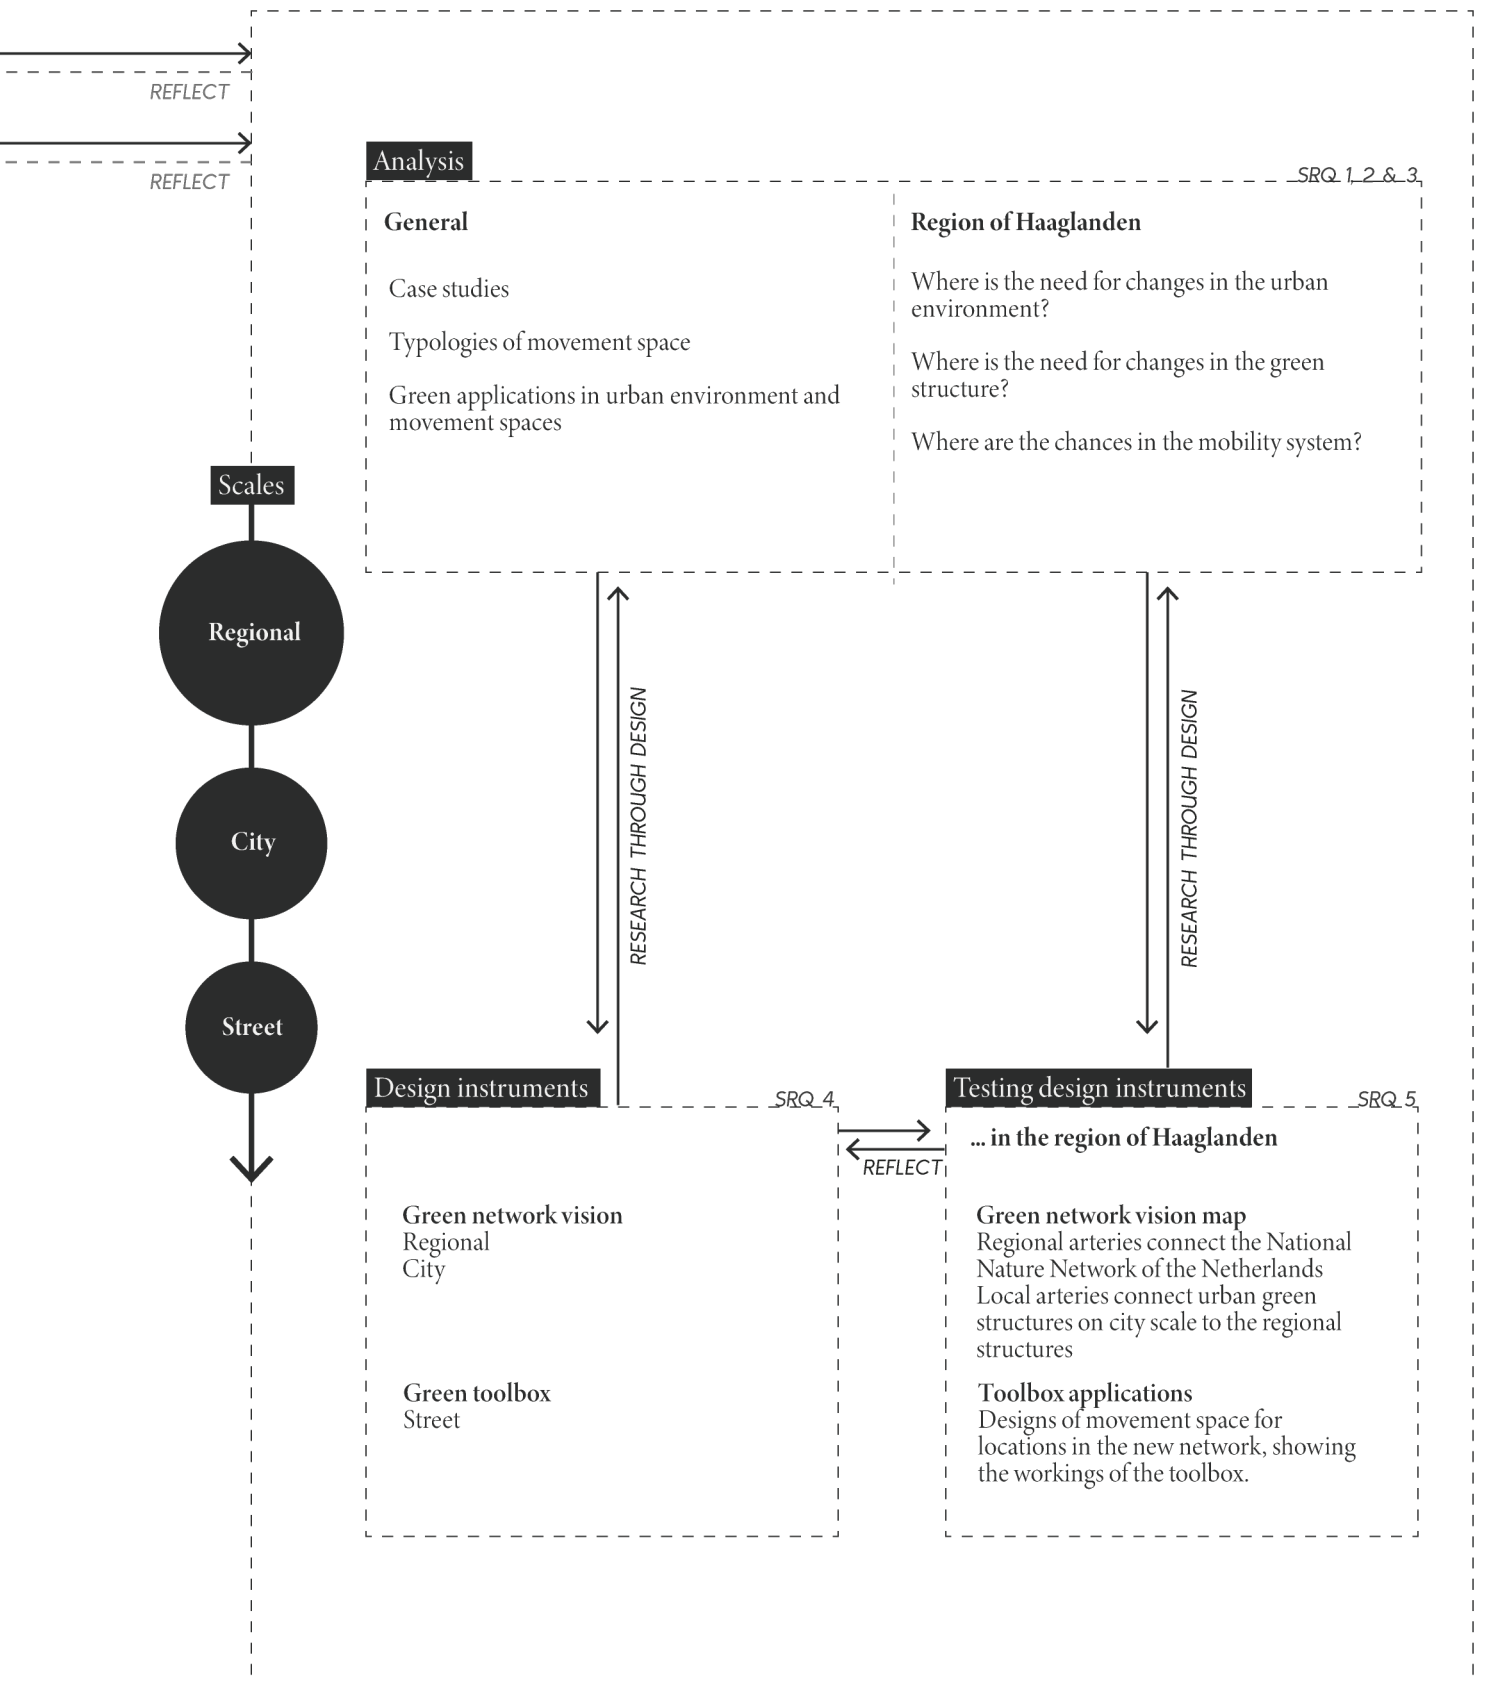 REFLECT
REFLECT
Analysis
SRQ 1, 2 & 3
General
Case studies
Typologies of movement space
Green applications in urban environment and
movement spaces
Region of Haaglanden
Where is the need for changes in the urban
environment?
Where is the need for changes in the green
structure?
Where are the chances in the mobility system?
Scales
Regional
City
Street
RESEARCH THROUGH DESIGN
RESEARCH THROUGH DESIGN
Design instruments
SRQ 4
Green network vision
Regional
City
Green toolbox
Street
REFLECT
Testing design instruments
SRQ 5
... in the region of Haaglanden
Green network vision map
Regional arteries connect the National
Nature Network of the Netherlands
Local arteries connect urban green
structures on city scale to the regional
structures
Toolbox applications
Designs of movement space for
locations in the new network, showing
the workings of the toolbox.